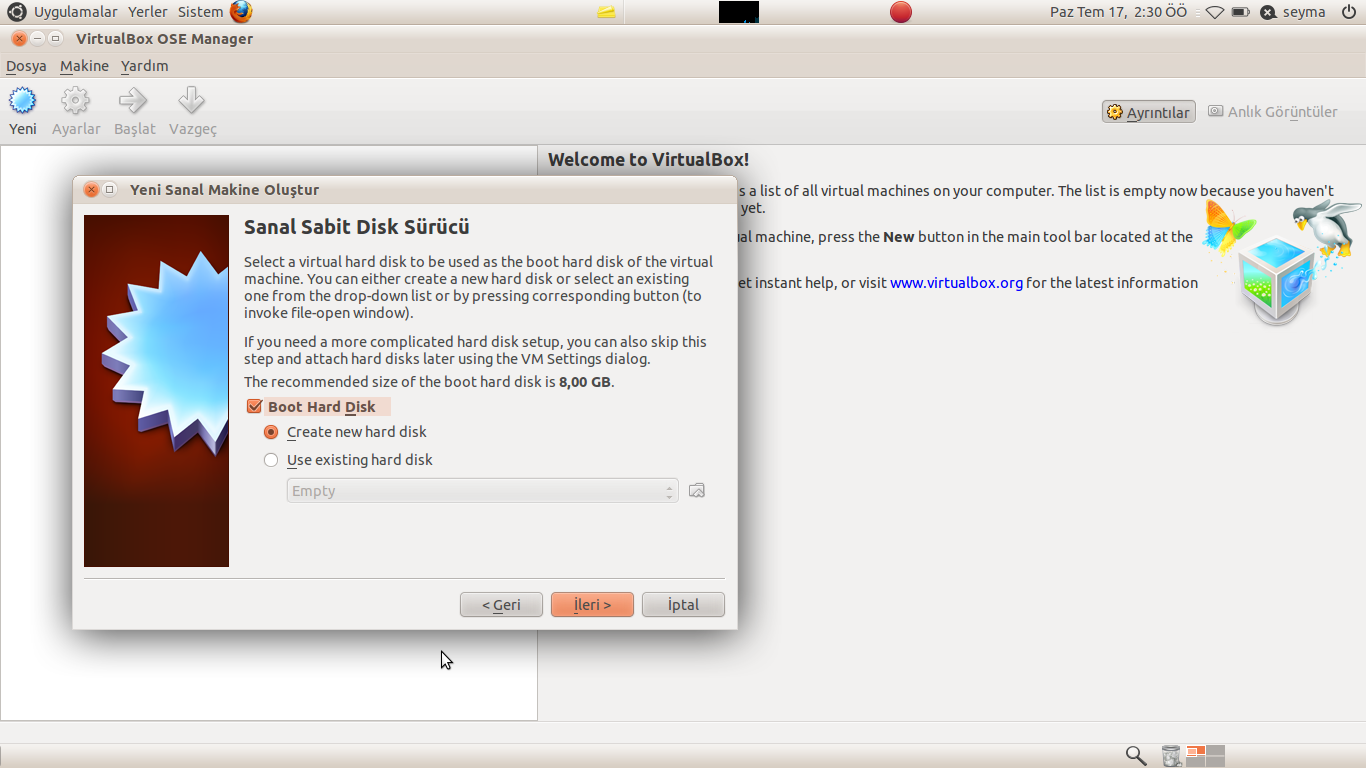 Uygulamalar Yerler Sistem Paz Tem 17, 2:30 ÖÖ seyma
VirtualBox OSE Manager
Dosya Makine Yardım
Yeni Ayarlar Başlat Vazgeç Ayrıntılar Anlık Görüntüler
Welcome to VirtualBox!
s a list of all virtual machines on your computer. The list is empty now because you haven't
yet.
al machine, press the New button in the main tool bar located at the
et instant help, or visit www.virtualbox.org for the latest information
Yeni Sanal Makine Oluştur
Sanal Sabit Disk Sürücü
Select a virtual hard disk to be used as the boot hard disk of the virtual
machine. You can either create a new hard disk or select an existing
one from the drop-down list or by pressing corresponding button (to
invoke file-open window).
If you need a more complicated hard disk setup, you can also skip this
step and attach hard disks later using the VM Settings dialog.
The recommended size of the boot hard disk is 8,00 GB.
Boot Hard Disk
Create new hard disk
Use existing hard disk
Empty
< Geri İleri > İptal